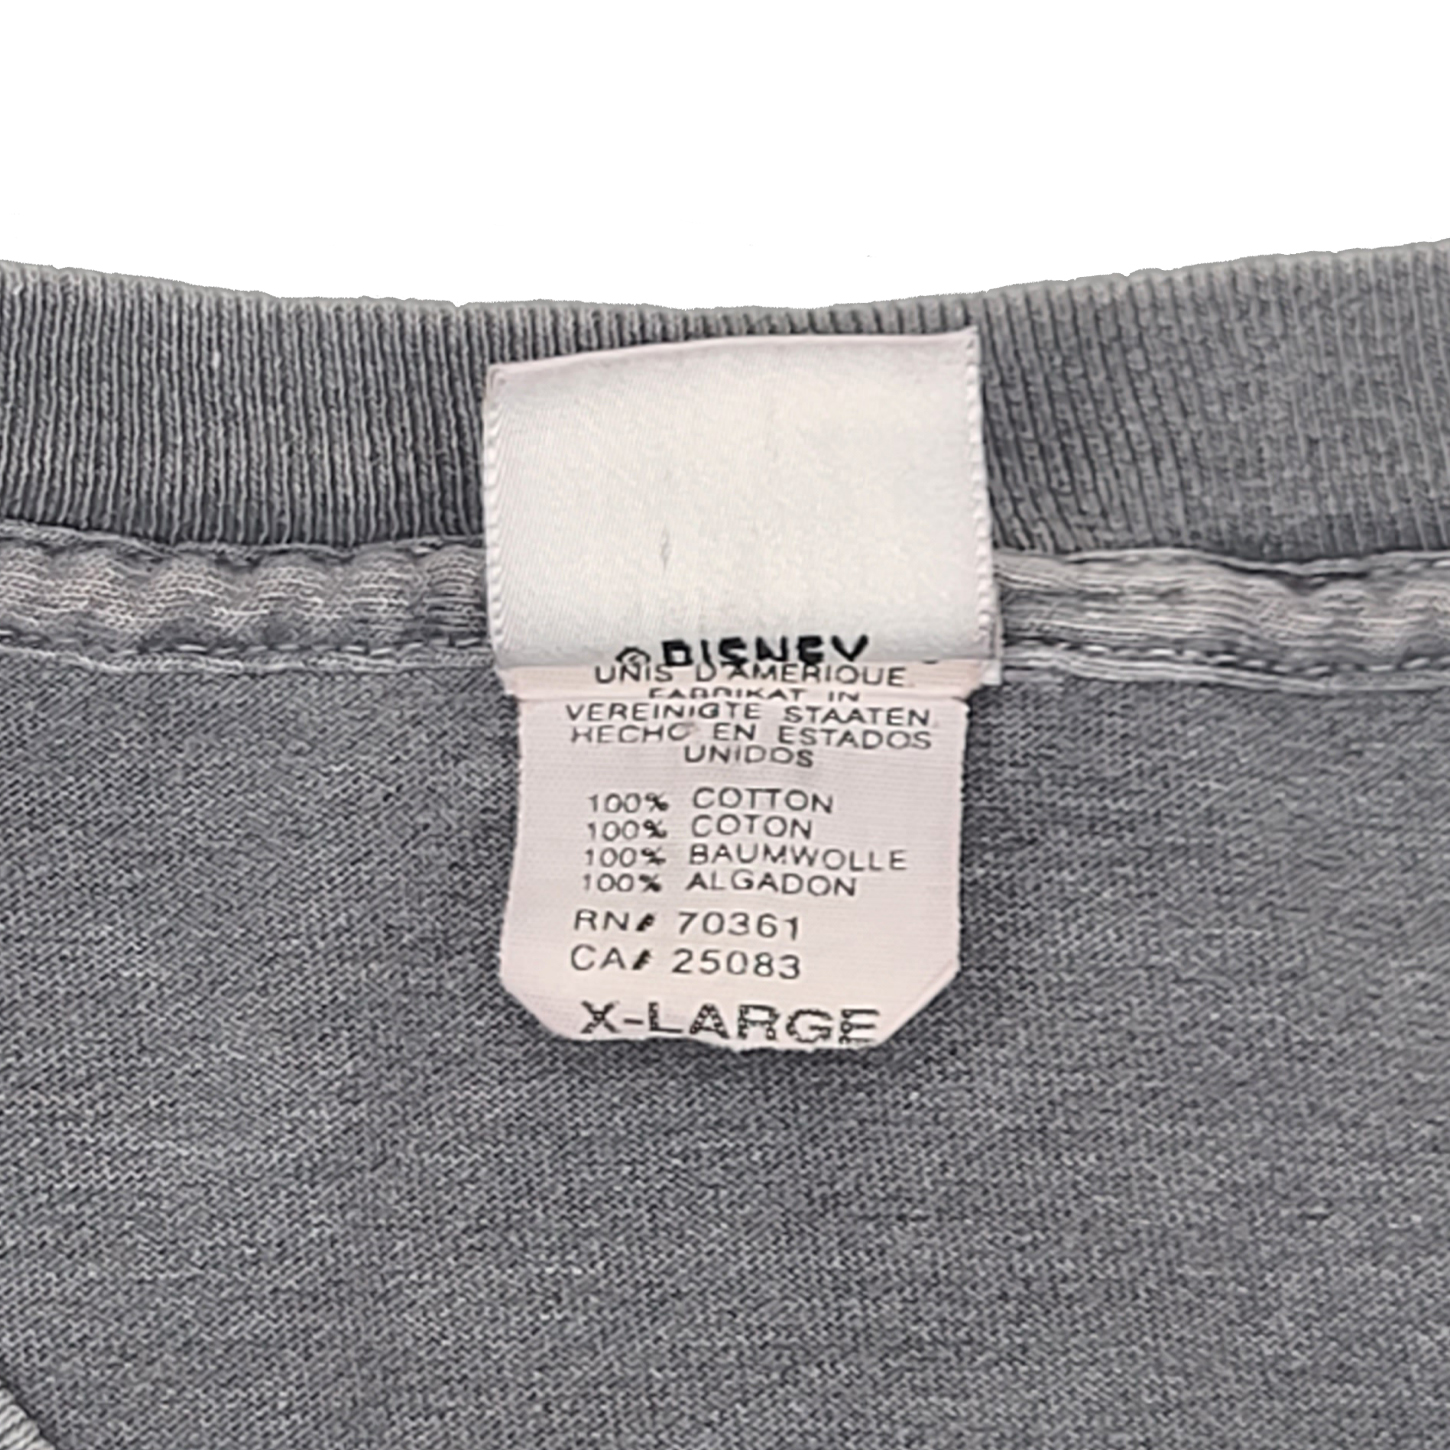 © DISNEY
UNIS D'AMERIQUE
FABRIKAT IN
VEREINIGTE STAATEN
HECHO EN ESTADOS
UNIDOS
100% COTTON
100% COTON
100% BAUMWOLLE
100% ALGADON
RN# 70361
CA# 25083
X-LARGE